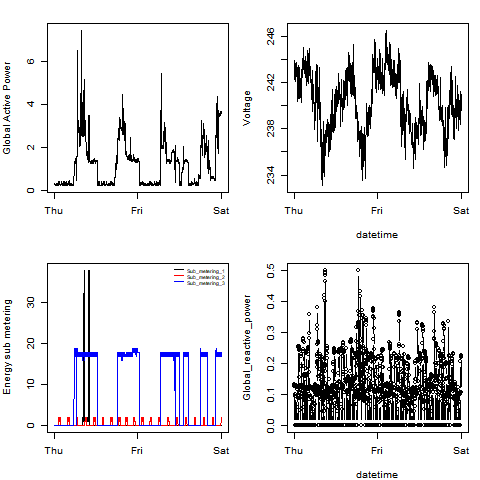 Global Active Power
0 2 4 6
Thu Fri Sat
Voltage
234 238 242 246
Thu Fri Sat
datetime
Energy sub metering
0 10 20 30
Sub_metering_1
Sub_metering_2
Sub_metering_3
Thu Fri Sat
Global_reactive_power
0.0 0.1 0.2 0.3 0.4 0.5
Thu Fri Sat
datetime